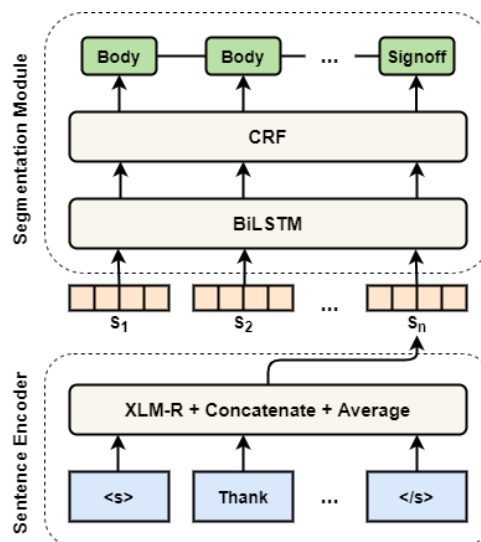 Segmentation Module
Body
Body
...
Signoff
CRF
BiLSTM
S1
S2
...
Sn
Sentence Encoder
XLM-R + Concatenate + Average
<s>
Thank
...
</s>